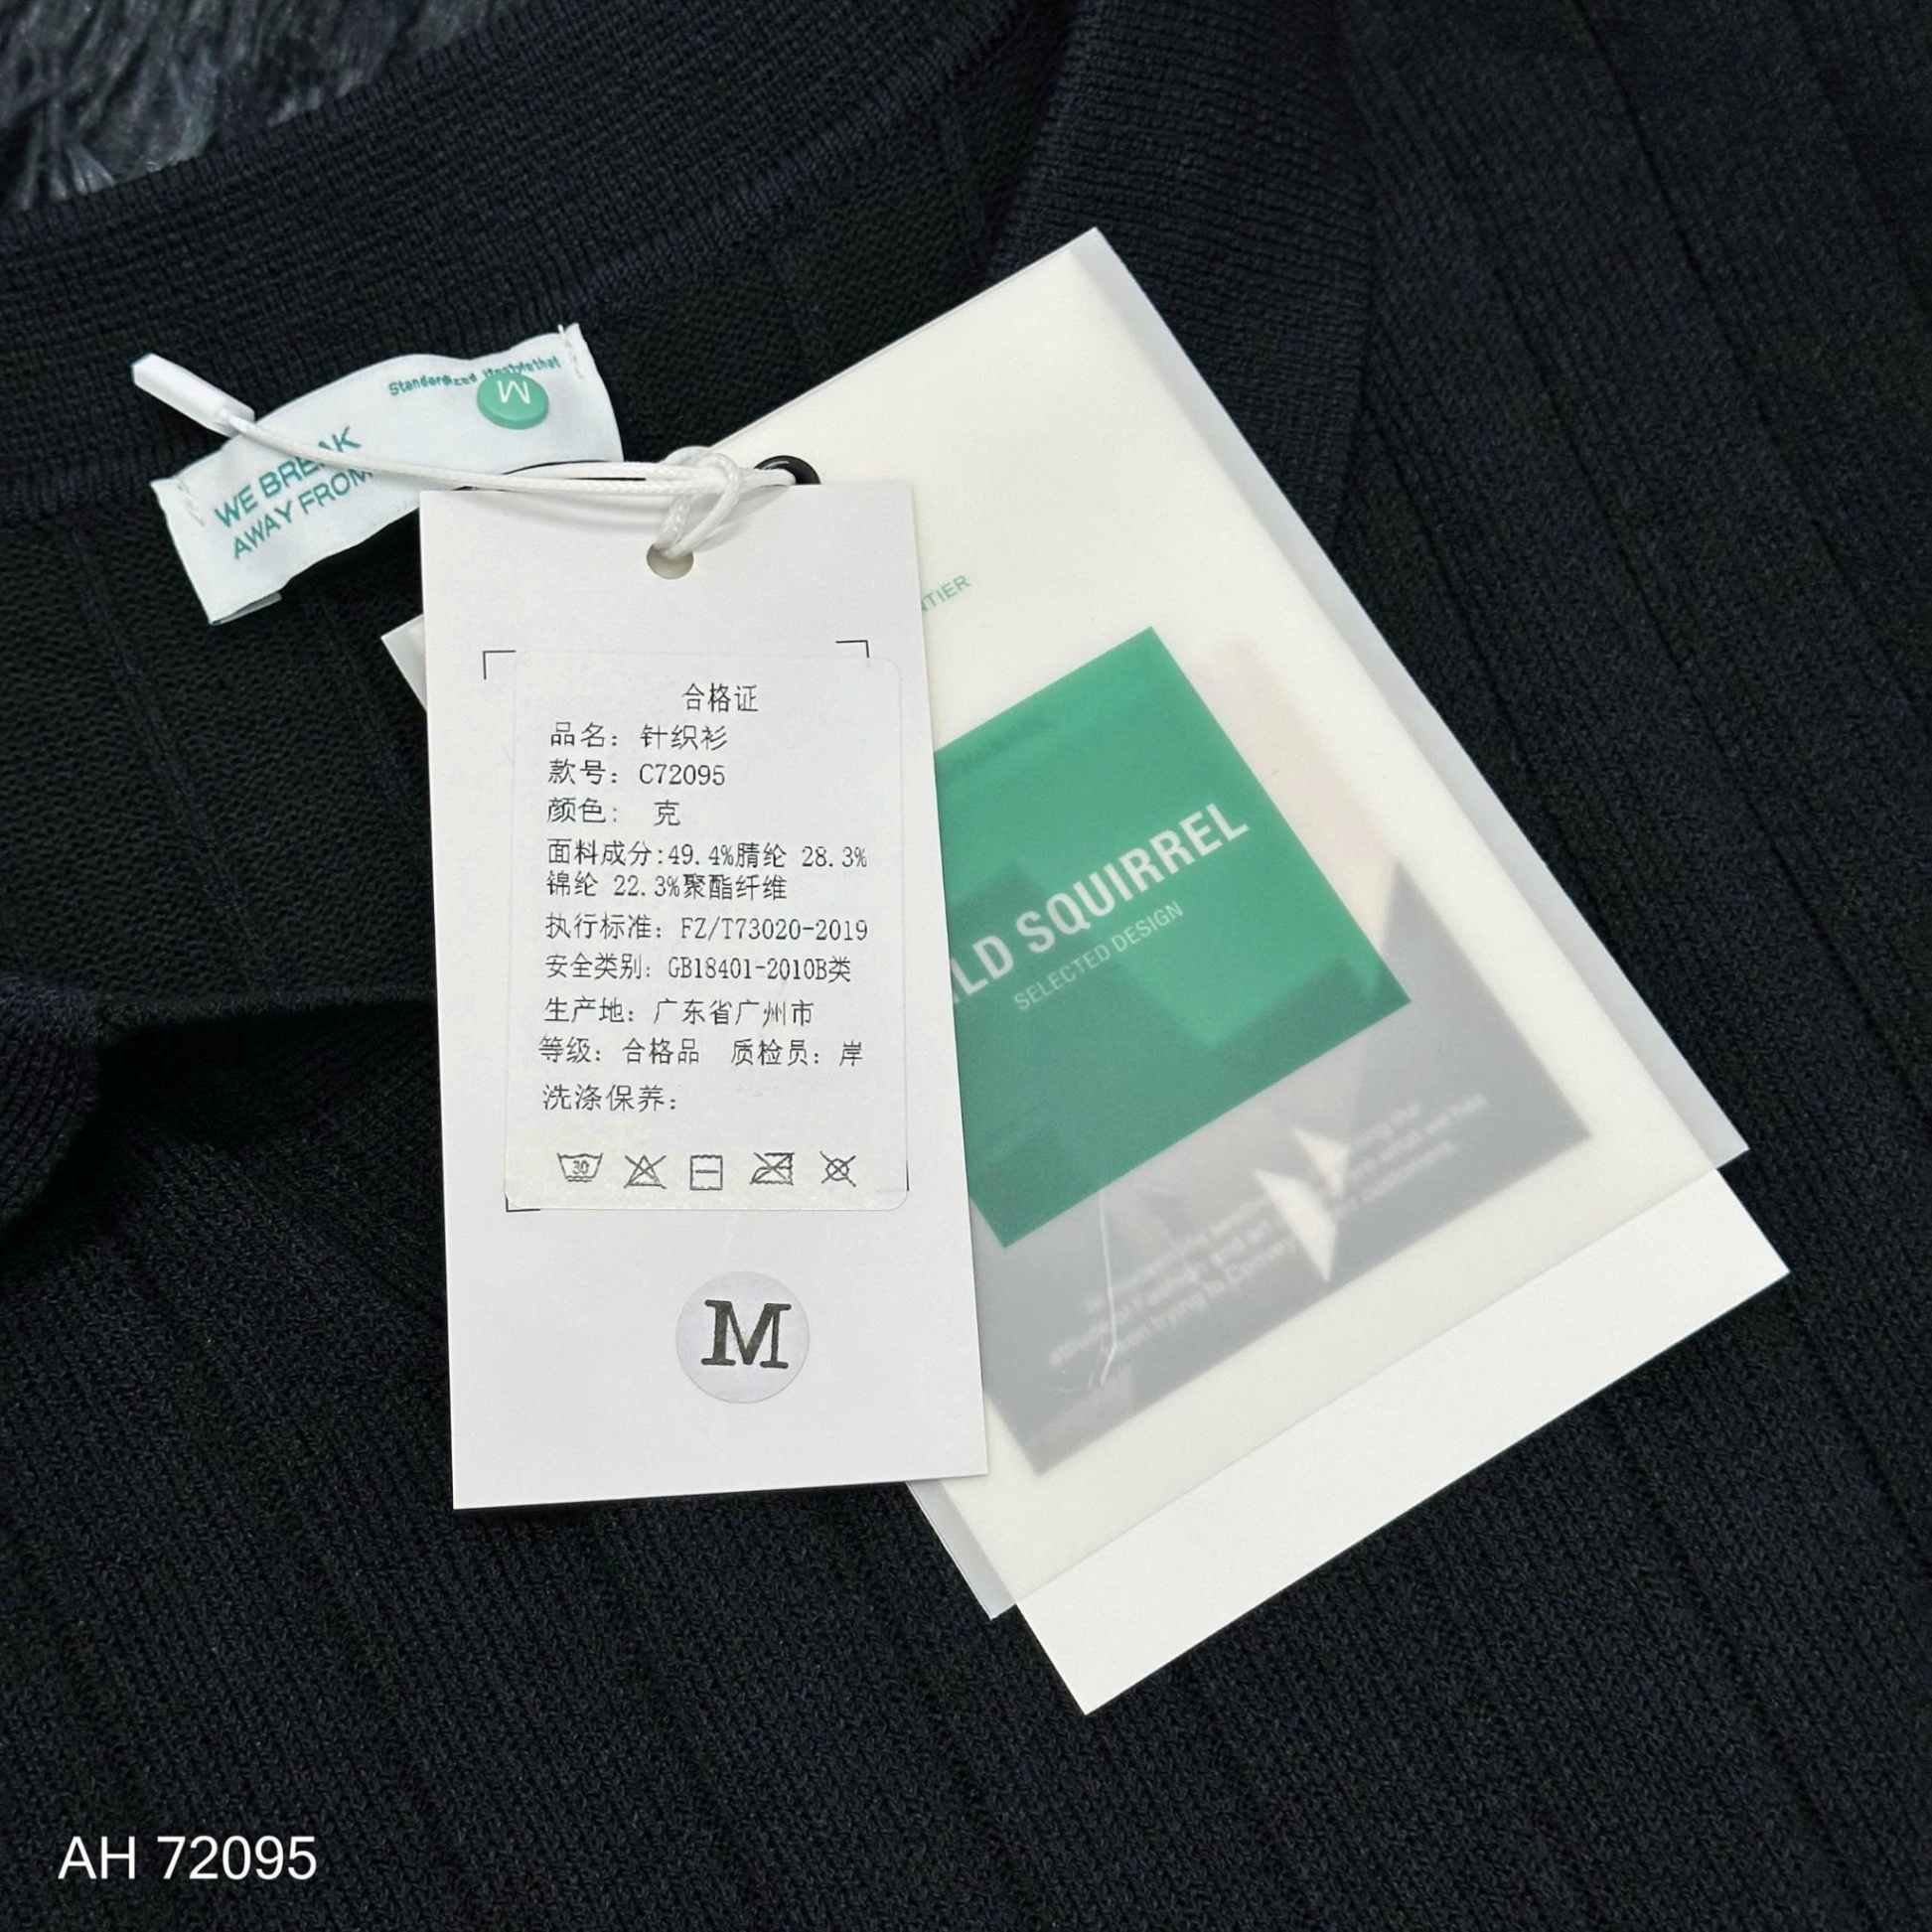 Standardized lifestyle that
M
WE BREAK
AWAY FROM
合格证
品名: 针织衫
款号: C72095
颜色: 克
面料成分:49.4%腈纶 28.3%
锦纶 22.3%聚酯纤维
执行标准: FZ/T73020-2019
安全类别: GB18401-2010B类
生产地: 广东省广州市
等级: 合格品 质检员: 岸
洗涤保养:
30
M
NTIER
LD SQUIRREL
SELECTED DESIGN
AH 72095